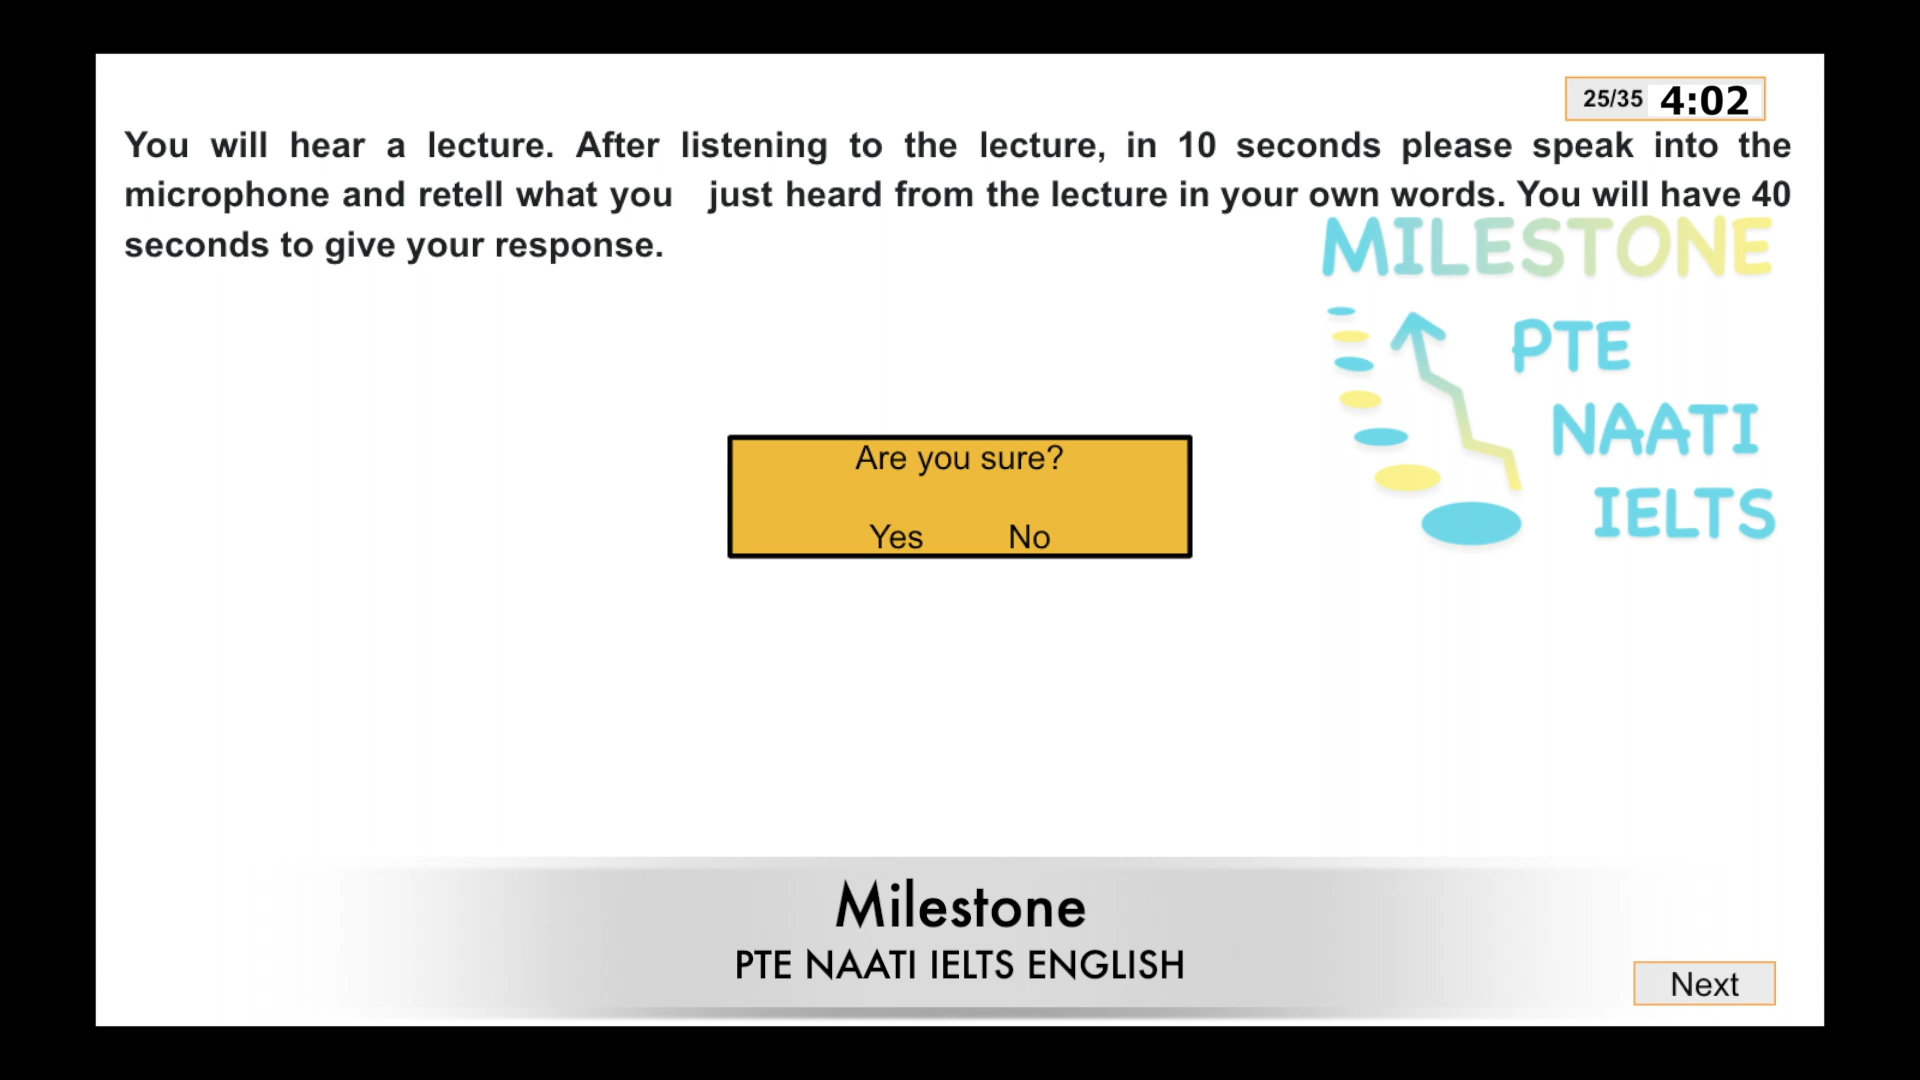 25/35 4:02
You will hear a lecture. After listening to the lecture, in 10 seconds please speak into the
microphone and retell what you just heard from the lecture in your own words. You will have 40
seconds to give your response.
MILESTONE
PTE
NAATI
IELTS
Are you sure?
Yes No
Milestone
PTE NAATI IELTS ENGLISH
Next